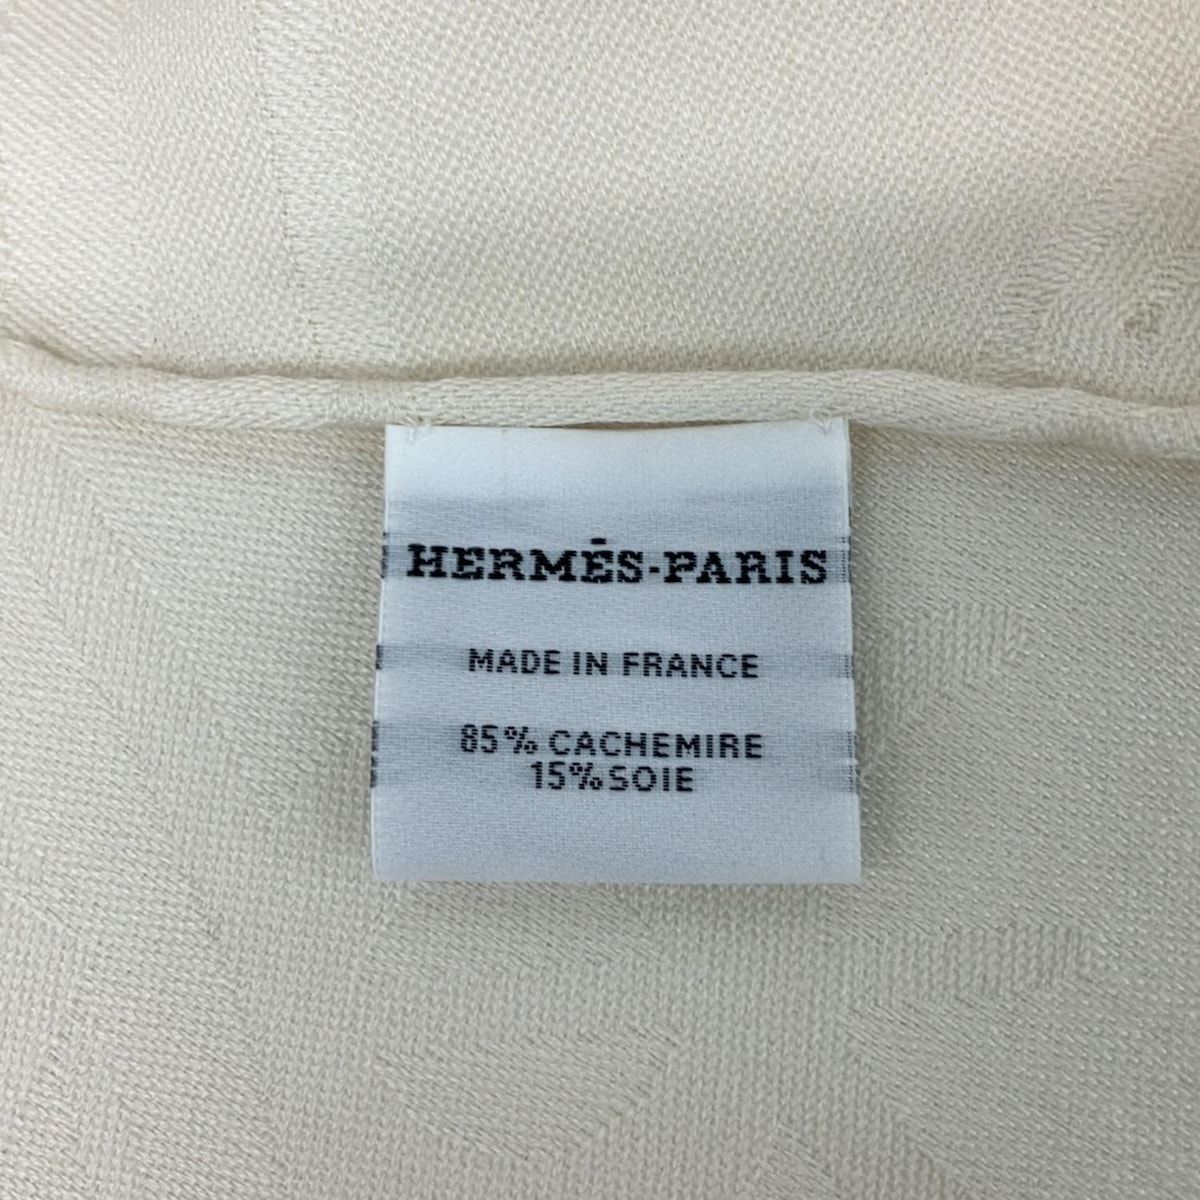 HERMÈS-PARIS
MADE IN FRANCE
85% CACHEMIRE
15% SOIE